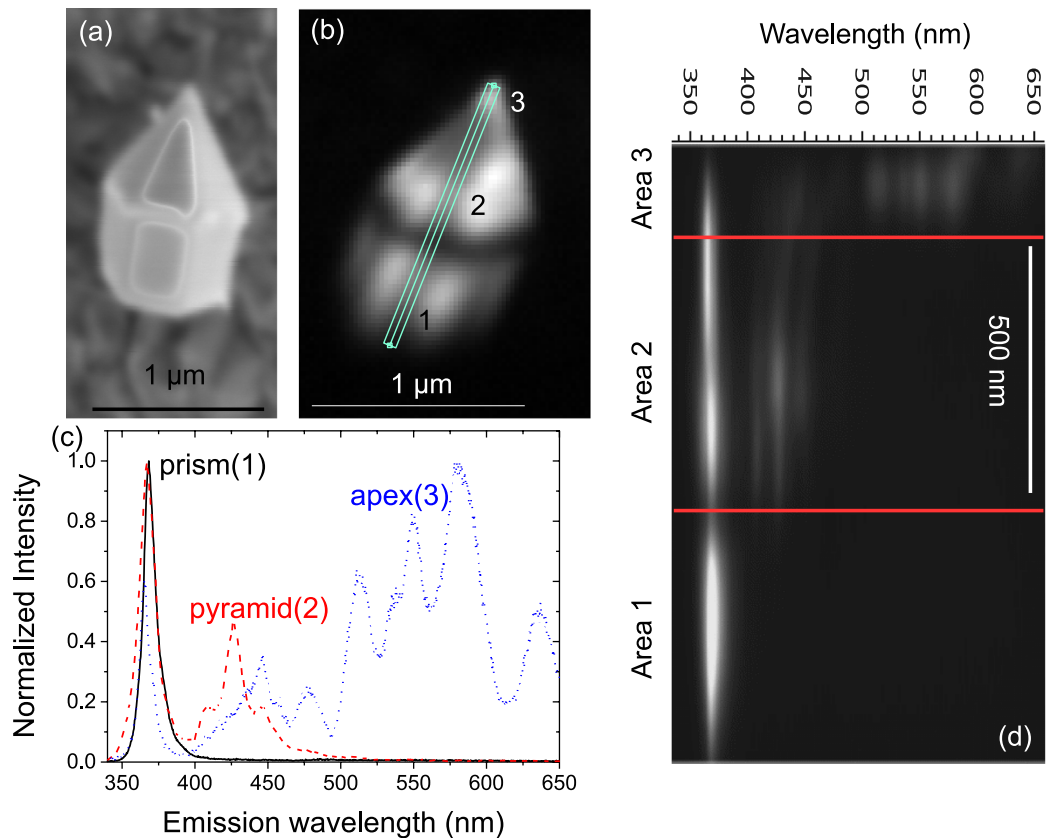 (a)
1 µm
(b)
3
2
1
1 µm
(c)
prism(1)
apex(3)
pyramid(2)
Normalized Intensity
1.0
0.8
0.6
0.4
0.2
0.0
350 400 450 500 550 600 650
Emission wavelength (nm)
Wavelength (nm)
350 400 450 500 550 600 650
Area 3
Area 2
Area 1
500 nm
(d)